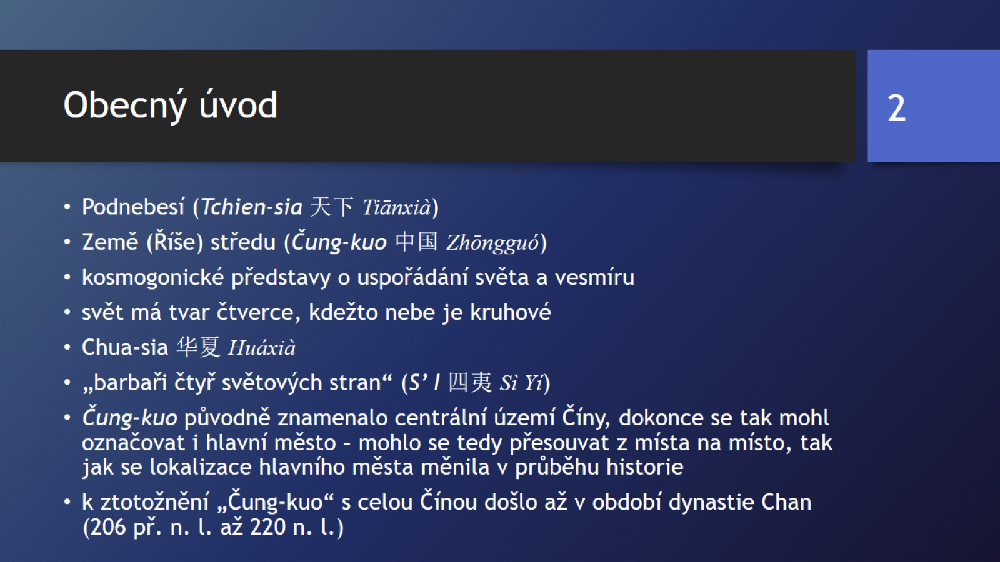 Obecný úvod
2
• Podnebesí (Tchien-sia 天下 Tiānxià)
• Země (Říše) středu (Čung-kuo 中国 Zhōngguó)
• kosmogonické představy o uspořádání světa a vesmíru
• svět má tvar čtverce, kdežto nebe je kruhové
• Chua-sia 华夏 Huáxià
• „barbaři čtyř světových stran“ (S’ I 四夷 Sì Yí)
• Čung-kuo původně znamenalo centrální území Číny, dokonce se tak mohl
označovat i hlavní město – mohlo se tedy přesouvat z místa na místo, tak
jak se lokalizace hlavního města měnila v průběhu historie
• k ztotožnění „Čung-kuo“ s celou Čínou došlo až v období dynastie Chan
(206 př. n. l. až 220 n. l.)